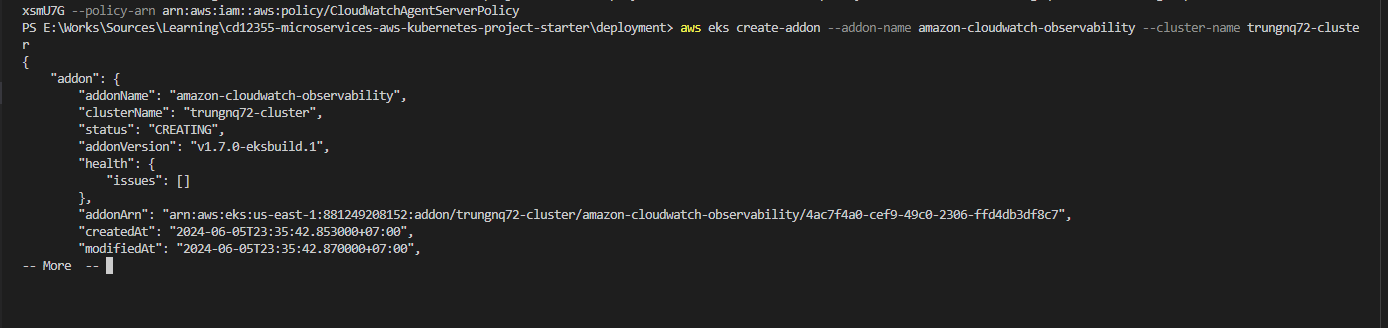 xsmU7G --policy-arn arn:aws:iam::aws:policy/CloudWatchAgentServerPolicy
PS E:\Works\Sources\Learning\cd12355-microservices-aws-kubernetes-project-starter\deployment> aws eks create-addon --addon-name amazon-cloudwatch-observability --cluster-name trungnq72-cluste
r
{
    "addon": {
        "addonName": "amazon-cloudwatch-observability",
        "clusterName": "trungnq72-cluster",
        "status": "CREATING",
        "addonVersion": "v1.7.0-eksbuild.1",
        "health": {
            "issues": []
        },
        "addonArn": "arn:aws:eks:us-east-1:881249208152:addon/trungnq72-cluster/amazon-cloudwatch-observability/4ac7f4a0-cef9-49c0-2306-ffd4db3df8c7",
        "createdAt": "2024-06-05T23:35:42.853000+07:00",
        "modifiedAt": "2024-06-05T23:35:42.870000+07:00",
-- More  --